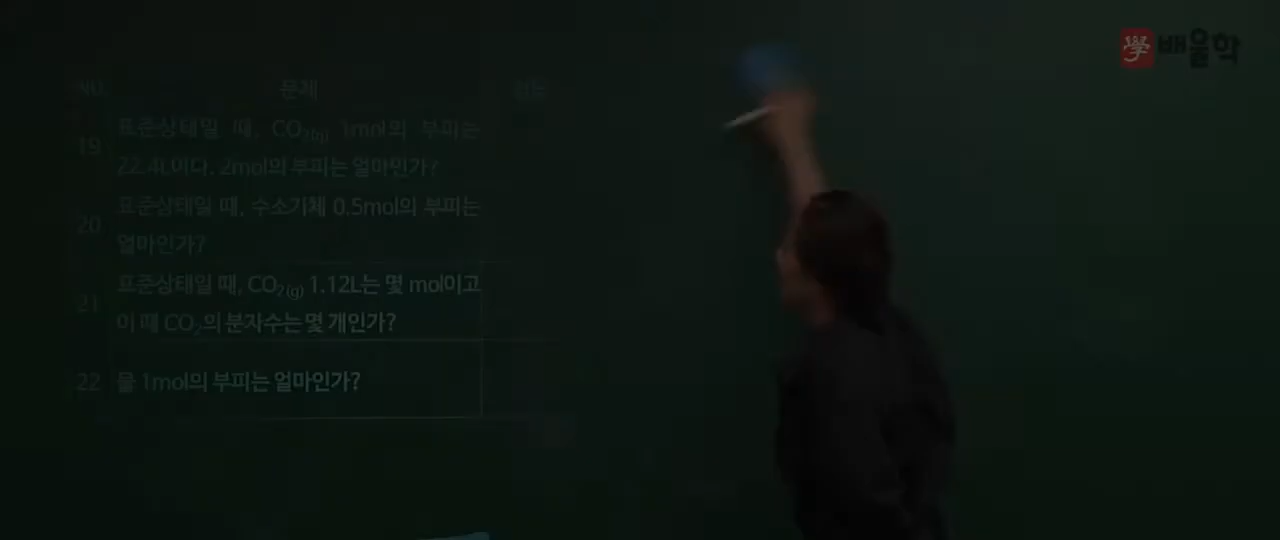 NO. 문제 정답
19 표준상태일 때, CO2(g) 1mol의 부피는
22.4L이다. 2mol의 부피는 얼마인가?
20 표준상태일 때, 수소기체 0.5mol의 부피는
얼마인가?
21 표준상태일 때, CO2(g) 1.12L는 몇 mol이고
이 때 CO2의 분자수는 몇 개인가?
22 물 1mol의 부피는 얼마인가?
學 배울학